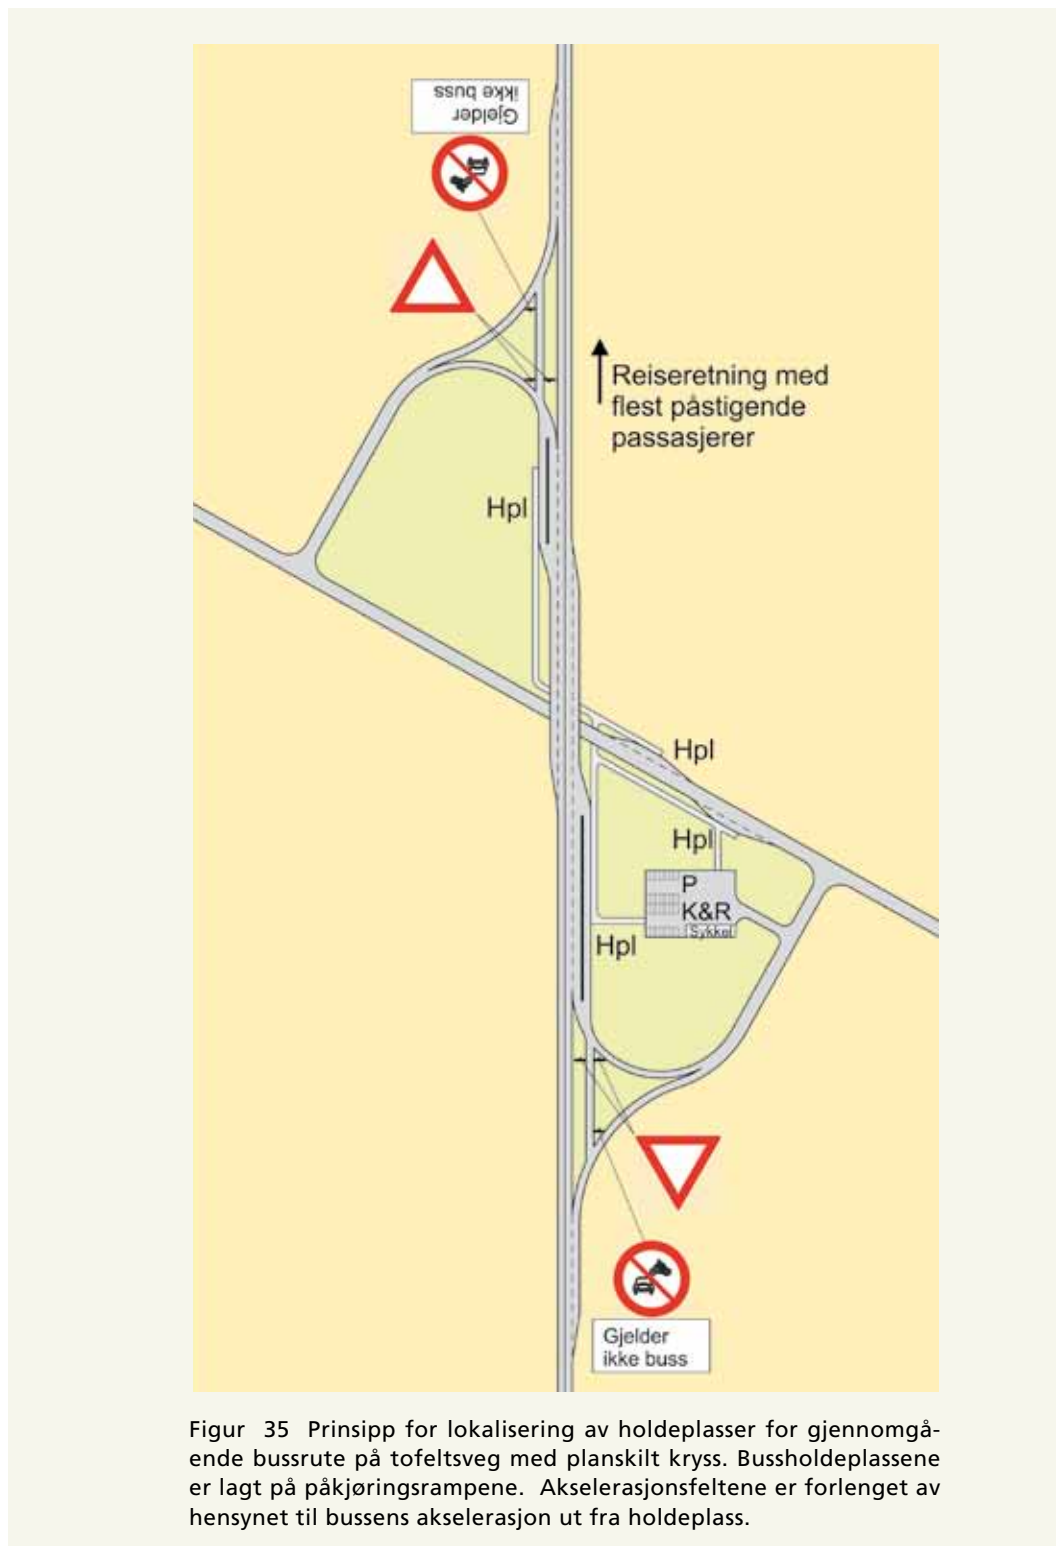 Gjelder
ikke buss
Reiseretning med
flest påstigende
passasjerer
Hpl
Hpl
Hpl
P
K&R
Sykkel
Hpl
Gjelder
ikke buss
Figur 35 Prinsipp for lokalisering av holdeplasser for gjennomgå-
ende bussrute på tofeltsveg med planskilt kryss. Bussholdeplassene
er lagt på påkjøringsrampene. Akselerasjonsfeltene er forlenget av
hensynet til bussens akselerasjon ut fra holdeplass.